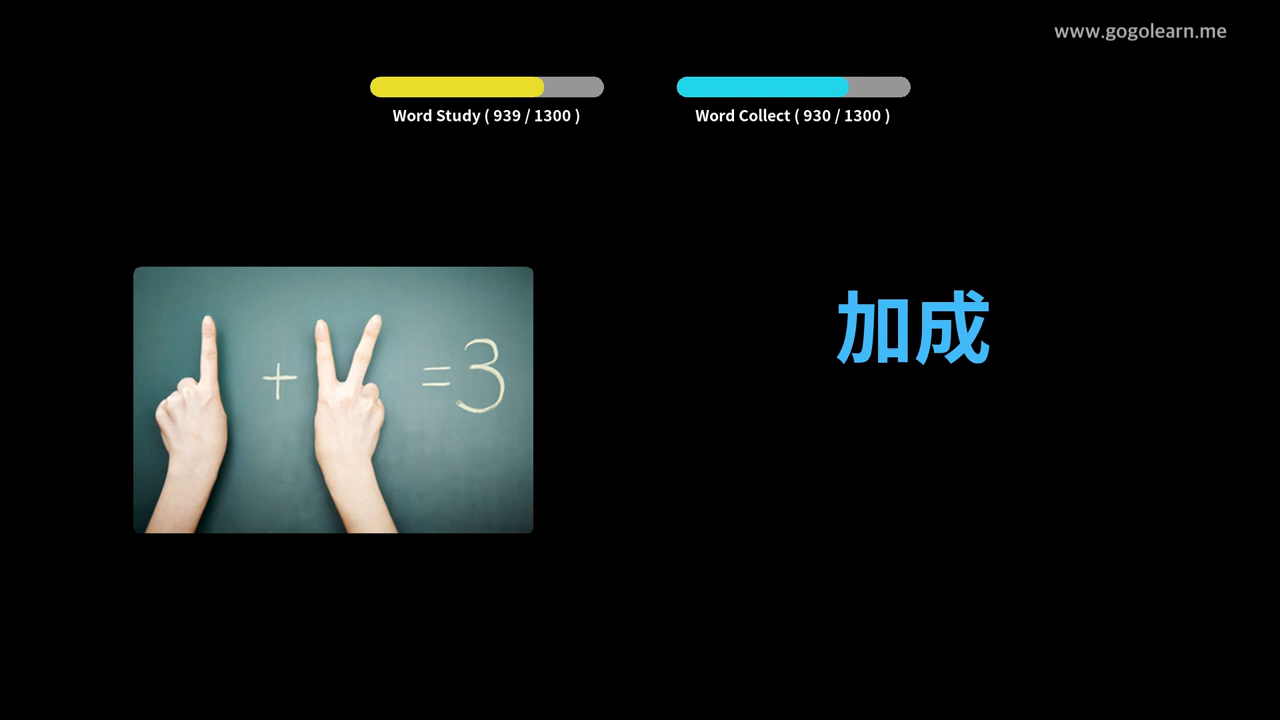 www.gogolearn.me
Word Study ( 939 / 1300 )
Word Collect ( 930 / 1300 )
+ =3
加成